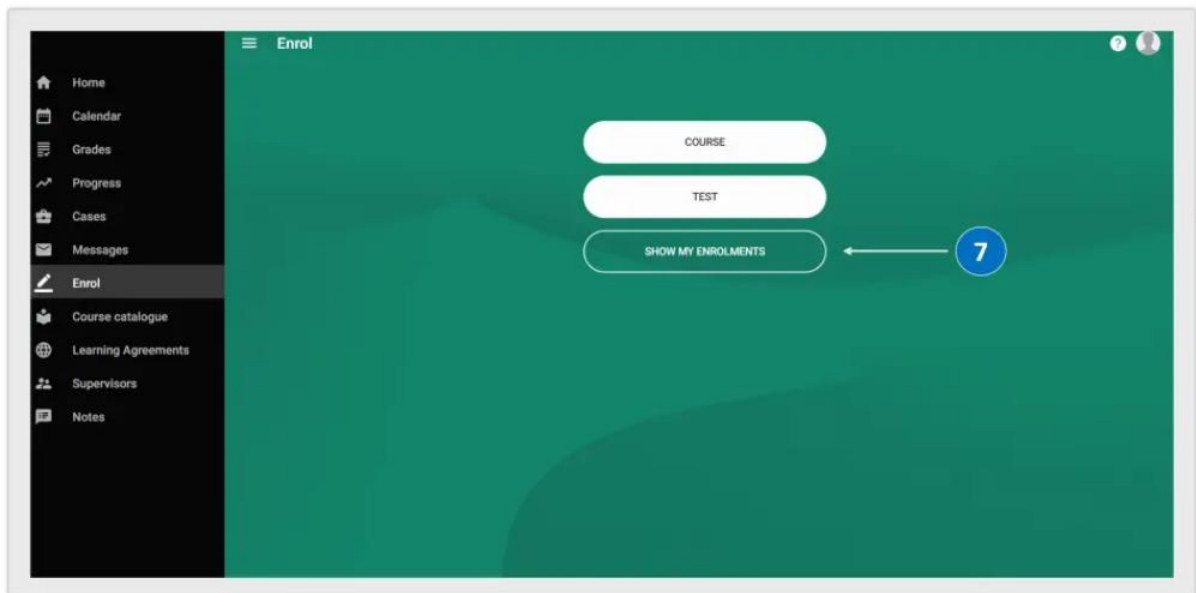 Enrol
?
Home
Calendar
Grades
Progress
Cases
Messages
Enrol
Course catalogue
Learning Agreements
Supervisors
Notes
COURSE
TEST
SHOW MY ENROLMENTS
7